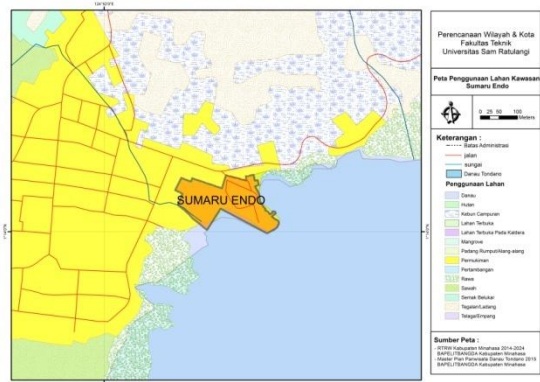 SUMARU ENDO
Perencanaan Wilayah & Kota
Fakultas Teknik
Universitas Sam Ratulangi
Peta Penggunaan Lahan Kawasan
Sumaru Endo
0 25 50 100
Meters
Keterangan :
Batas Administrasi
jalan
sungai
Danau Tondano
Penggunaan Lahan
Danau
Hutan
Kebun Campuran
Lahan Terbuka
Lahan Terbuka Pada Kaldera
Mangrove
Padang Rumput/Alang-alang
Permukiman
Pertambangan
Rawa
Sawah
Semak Belukar
Tegalan/Ladang
Telaga/Empang
Sumber Peta :
- RTRW Kabupaten Minahasa 2014-2034
BAPELITBANGDA Kabupaten Minahasa
- Master Plan Pariwisata Danau Tondano 2019
BAPELITBANGDA Kabupaten Minahasa